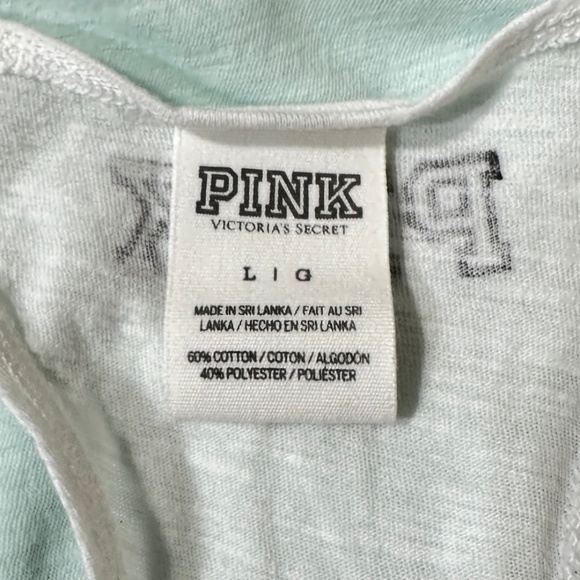 PINK
VICTORIA'S SECRET
L | G
MADE IN SRI LANKA / FAIT AU SRI
LANKA / HECHO EN SRI LANKA
60% COTTON / COTON / ALGODÓN
40% POLYESTER / POLIÉSTER